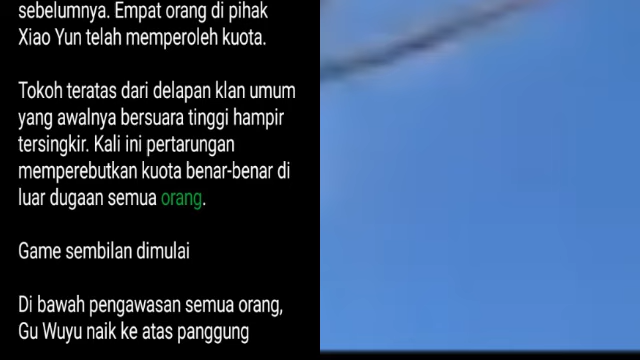 sebelumnya. Empat orang di pihak
Xiao Yun telah memperoleh kuota.
Tokoh teratas dari delapan klan umum
yang awalnya bersuara tinggi hampir
tersingkir. Kali ini pertarungan
memperebutkan kuota benar-benar di
luar dugaan semua orang.
Game sembilan dimulai
Di bawah pengawasan semua orang,
Gu Wuyu naik ke atas panggung